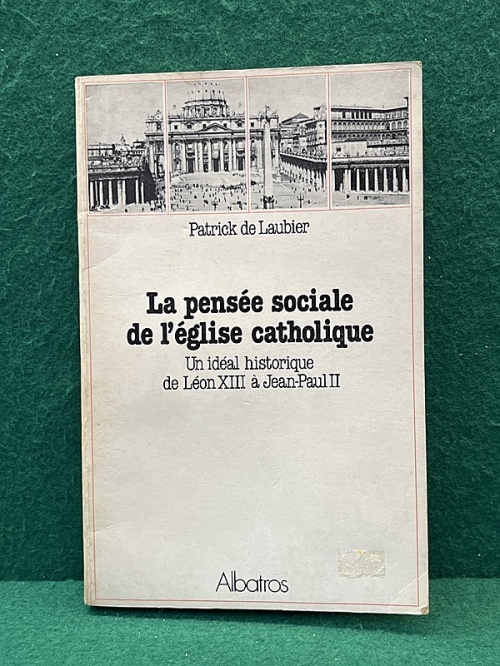 Patrick de Laubier
La pensée sociale
de l'église catholique
Un idéal historique
de Léon XIII à Jean-Paul II
Albatros